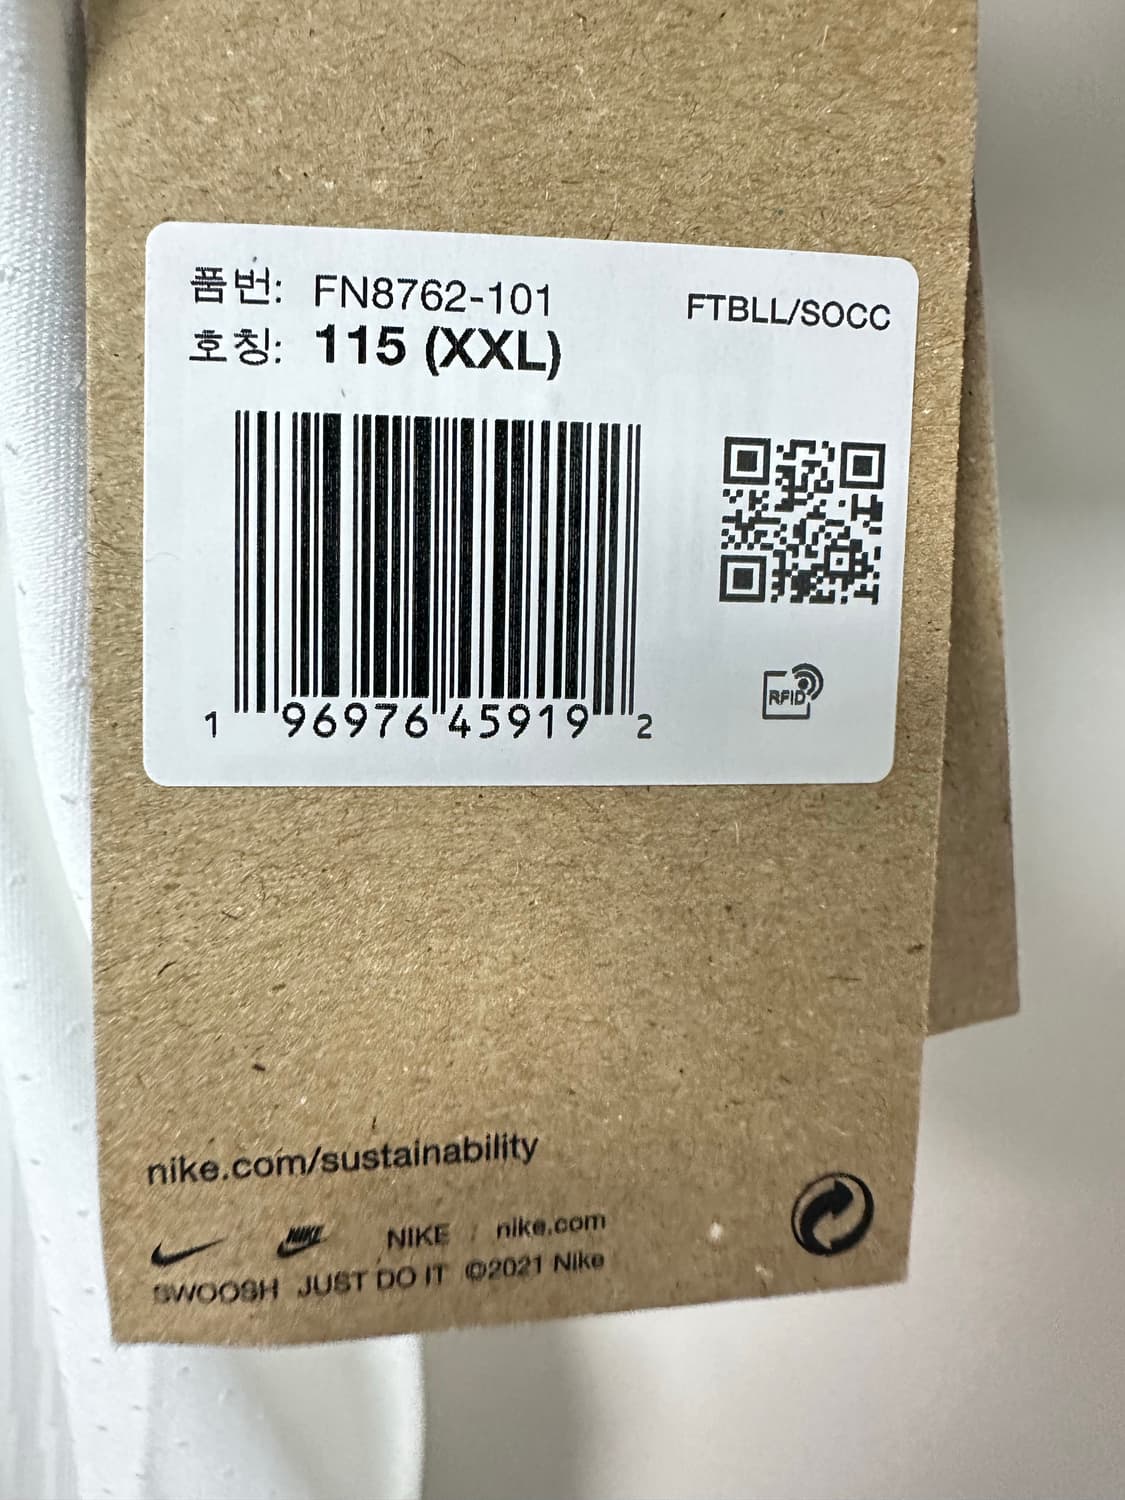 품번: FN8762-101
FTBLL/SOCC
호칭: 115 (XXL)
1 96976 45919 2
RFID
nike.com/sustainability
NIKE NIKE / nike.com
SWOOSH JUST DO IT ©2021 Nike